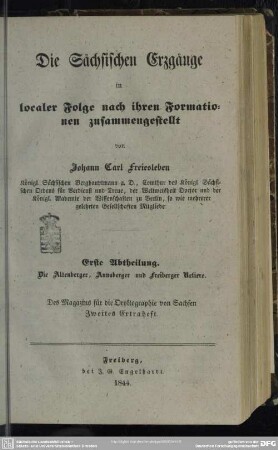 Die Sächsischen Erzgänge
in
localer Folge nach ihren Formatio-
nen zusammengestellt
von
Johann Carl Freiesleben
Königl. Sächsischen Berghauptmann z. D., Comthur des Königl. Sächsi-
schen Ordens für Verdienst und Treue, der Weltweisheit Doctor und der
Königl. Akademie der Wissenschaften zu Berlin, so wie mehrerer
gelehrten Gesellschaften Mitgliede
Erste Abtheilung.
Die Altenberger, Annaberger und Freiberger Reviere.
Des Magazins für die Oryktographie von Sachsen
Zweites Extraheft
Freiberg,
bei J. G. Engelhardt
1844.